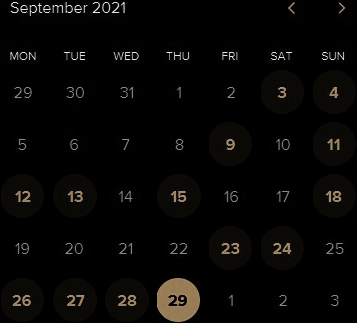 September 2021
MON TUE WED THU FRI SAT SUN
29 30 31 1 2 3 4
5 6 7 8 9 10 11
12 13 14 15 16 17 18
19 20 21 22 23 24 25
26 27 28 29 1 2 3